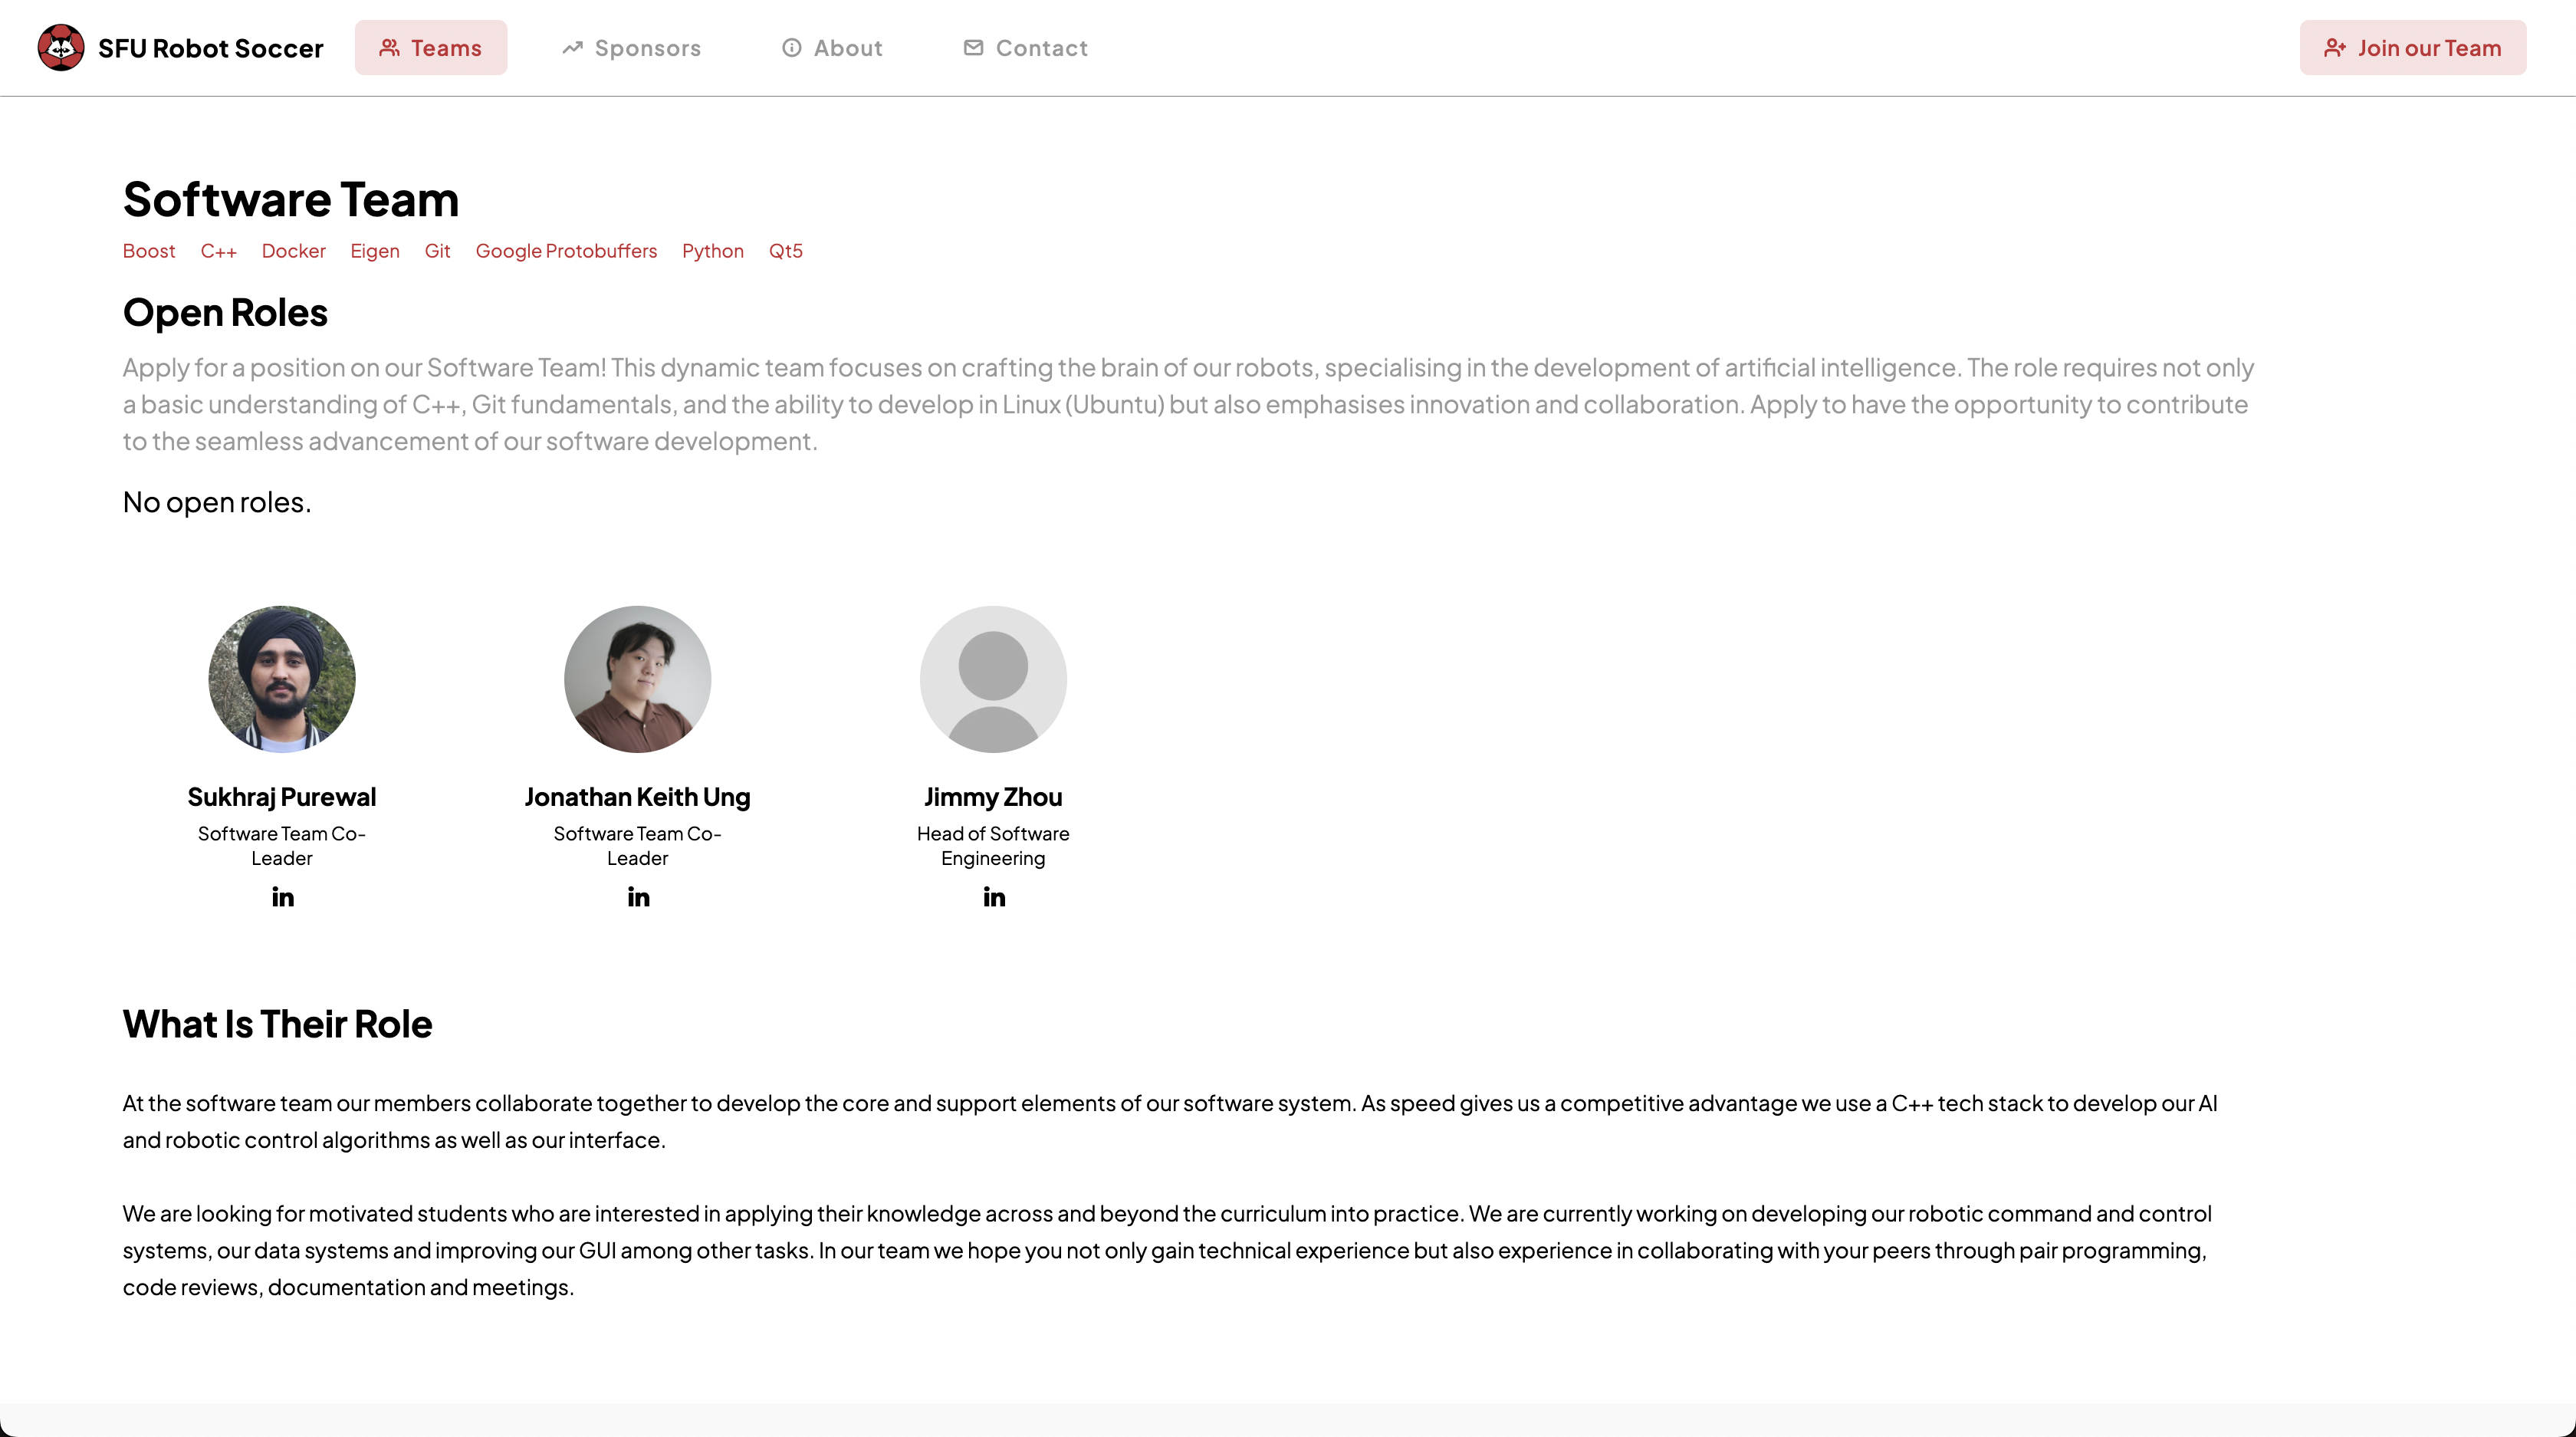 SFU Robot Soccer
Teams
Sponsors
About
Contact
Join our Team
Software Team
Boost C++ Docker Eigen Git Google Protobuffers Python Qt5
Open Roles
Apply for a position on our Software Team! This dynamic team focuses on crafting the brain of our robots, specialising in the development of artificial intelligence. The role requires not only
a basic understanding of C++, Git fundamentals, and the ability to develop in Linux (Ubuntu) but also emphasises innovation and collaboration. Apply to have the opportunity to contribute
to the seamless advancement of our software development.
No open roles.
Sukhraj Purewal
Software Team Co-
Leader
in
Jonathan Keith Ung
Software Team Co-
Leader
in
Jimmy Zhou
Head of Software
Engineering
in
What Is Their Role
At the software team our members collaborate together to develop the core and support elements of our software system. As speed gives us a competitive advantage we use a C++ tech stack to develop our AI
and robotic control algorithms as well as our interface.
We are looking for motivated students who are interested in applying their knowledge across and beyond the curriculum into practice. We are currently working on developing our robotic command and control
systems, our data systems and improving our GUI among other tasks. In our team we hope you not only gain technical experience but also experience in collaborating with your peers through pair programming,
code reviews, documentation and meetings.